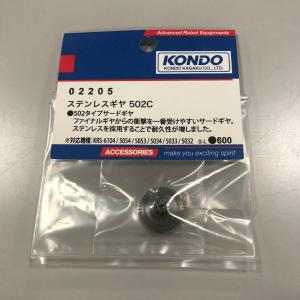 Advanced Robot Equipments
KONDO
KONDO KAGAKU CO., LTD.
02205
ステンレスギヤ 502C
●502タイプサードギヤ
ファイナルギヤからの衝撃を一番受けやすいサードギヤ。
ステンレスを採用することで耐久性が増しました。
※対応機種/KRS-6104/5054/5053/5034/5033/5032 S-L ●600
ACCESSORIES make you exciting spirit